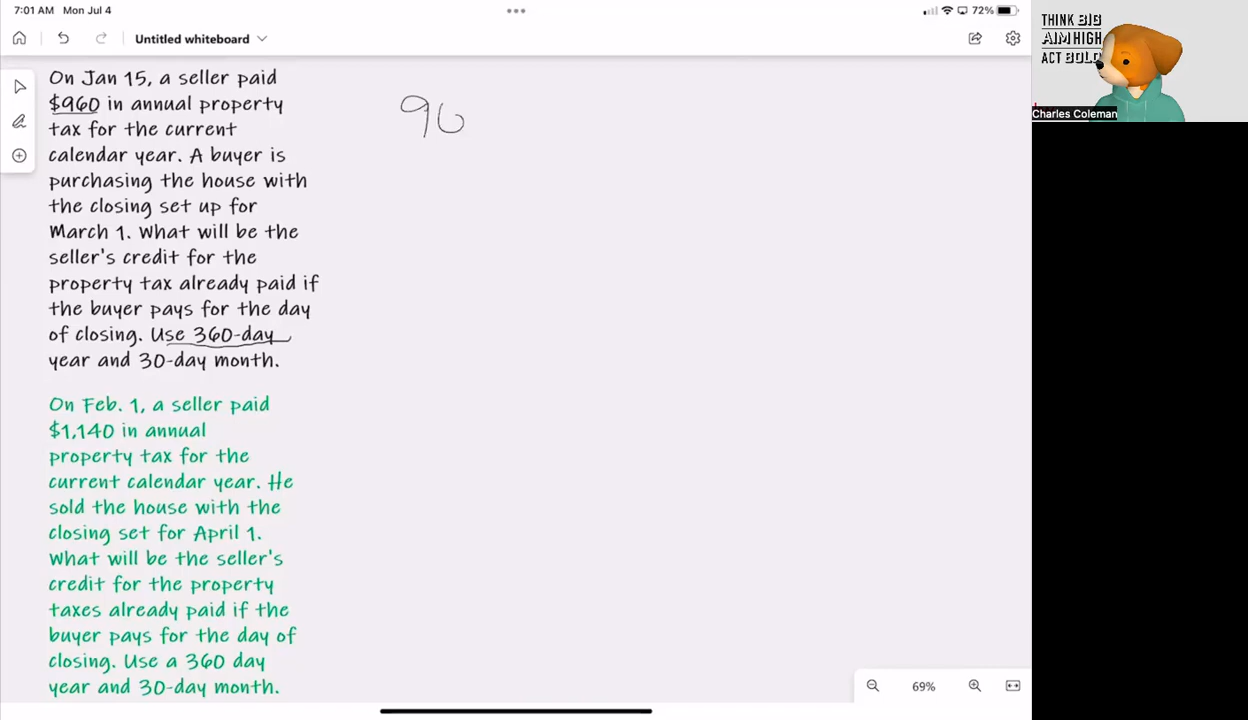 7:01 AM Mon Jul 4
72%
Untitled whiteboard
THINK BIG
AIM HIGH
ACT BOLD
Charles Coleman
On Jan 15, a seller paid
$960 in annual property
tax for the current
calendar year. A buyer is
purchasing the house with
the closing set up for
March 1. What will be the
seller's credit for the
property tax already paid if
the buyer pays for the day
of closing. Use 360-day
year and 30-day month.
96
On Feb. 1, a seller paid
$1,140 in annual
property tax for the
current calendar year. He
sold the house with the
closing set for April 1.
What will be the seller's
credit for the property
taxes already paid if the
buyer pays for the day of
closing. Use a 360 day
year and 30-day month.
69%